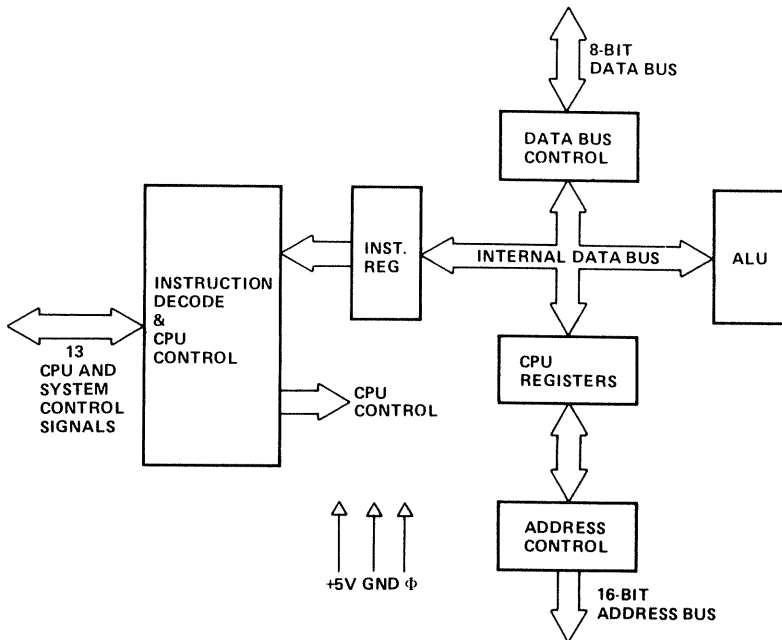 8-BIT
DATA BUS
DATA BUS
CONTROL
INST.
REG
INTERNAL DATA BUS
ALU
INSTRUCTION
DECODE
&
CPU
CONTROL
13
CPU AND
SYSTEM
CONTROL
SIGNALS
CPU
CONTROL
CPU
REGISTERS
ADDRESS
CONTROL
+5V GND Φ
16-BIT
ADDRESS BUS